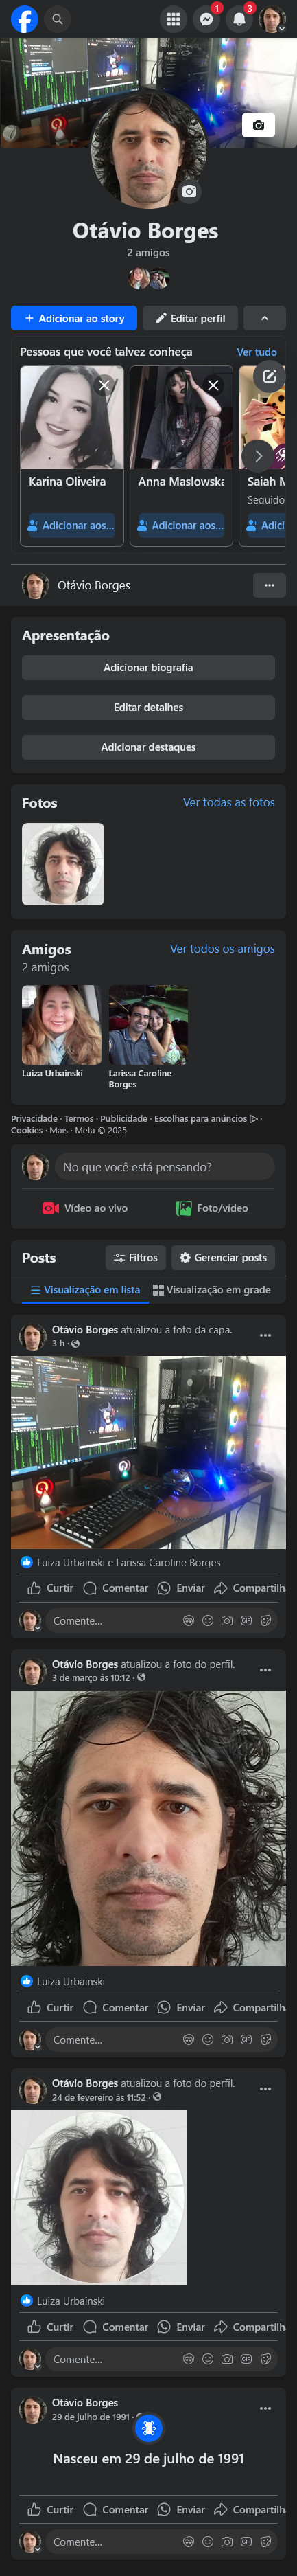 1
3
Otávio Borges
2 amigos
Adicionar ao story
Editar perfil
Pessoas que você talvez conheça
Ver tudo
Karina Oliveira
Anna Maslowska
Saiah M
Seguido
Adicionar aos...
Adicionar aos...
Adici
Otávio Borges
Apresentação
Adicionar biografia
Editar detalhes
Adicionar destaques
Fotos
Ver todas as fotos
Amigos
Ver todos os amigos
2 amigos
Luiza Urbainski
Larissa Caroline
Borges
Privacidade · Termos · Publicidade · Escolhas para anúncios ·
Cookies · Mais · Meta © 2025
No que você está pensando?
Vídeo ao vivo
Foto/vídeo
Posts
Filtros
Gerenciar posts
Visualização em lista
Visualização em grade
Otávio Borges atualizou a foto da capa.
3 h ·
Luiza Urbainski e Larissa Caroline Borges
Curtir
Comentar
Enviar
Compartilha
Comente...
Otávio Borges atualizou a foto do perfil.
3 de março às 10:12 ·
Luiza Urbainski
Curtir
Comentar
Enviar
Compartilha
Comente...
Otávio Borges atualizou a foto do perfil.
24 de fevereiro às 11:52 ·
Luiza Urbainski
Curtir
Comentar
Enviar
Compartilha
Comente...
Otávio Borges
29 de julho de 1991 ·
Nasceu em 29 de julho de 1991
Curtir
Comentar
Enviar
Compartilha
Comente...